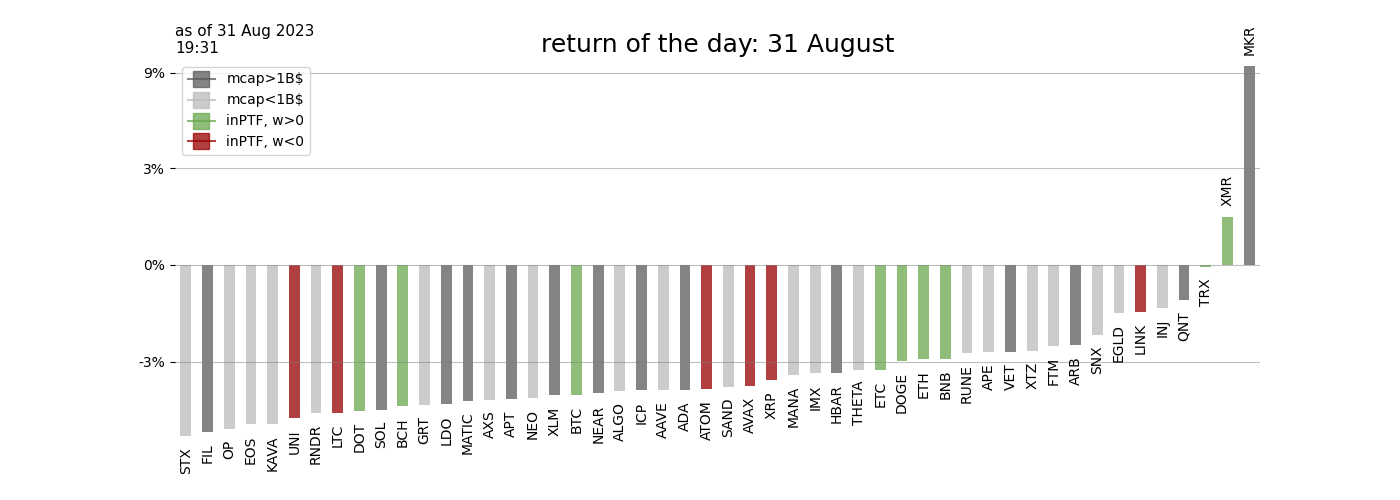 as of 31 Aug 2023
19:31
return of the day: 31 August
mcap>1B$
mcap<1B$
inPTF, w>0
inPTF, w<0
9%
3%
0%
-3%
STX
FIL
OP
EOS
KAVA
UNI
RNDR
LTC
DOT
SOL
BCH
GRT
LDO
MATIC
AXS
APT
NEO
XLM
BTC
NEAR
ALGO
ICP
AAVE
ADA
ATOM
SAND
AVAX
XRP
MANA
IMX
HBAR
THETA
ETC
DOGE
ETH
BNB
RUNE
APE
VET
XTZ
FTM
ARB
SNX
EGLD
LINK
INJ
QNT
TRX
XMR
MKR